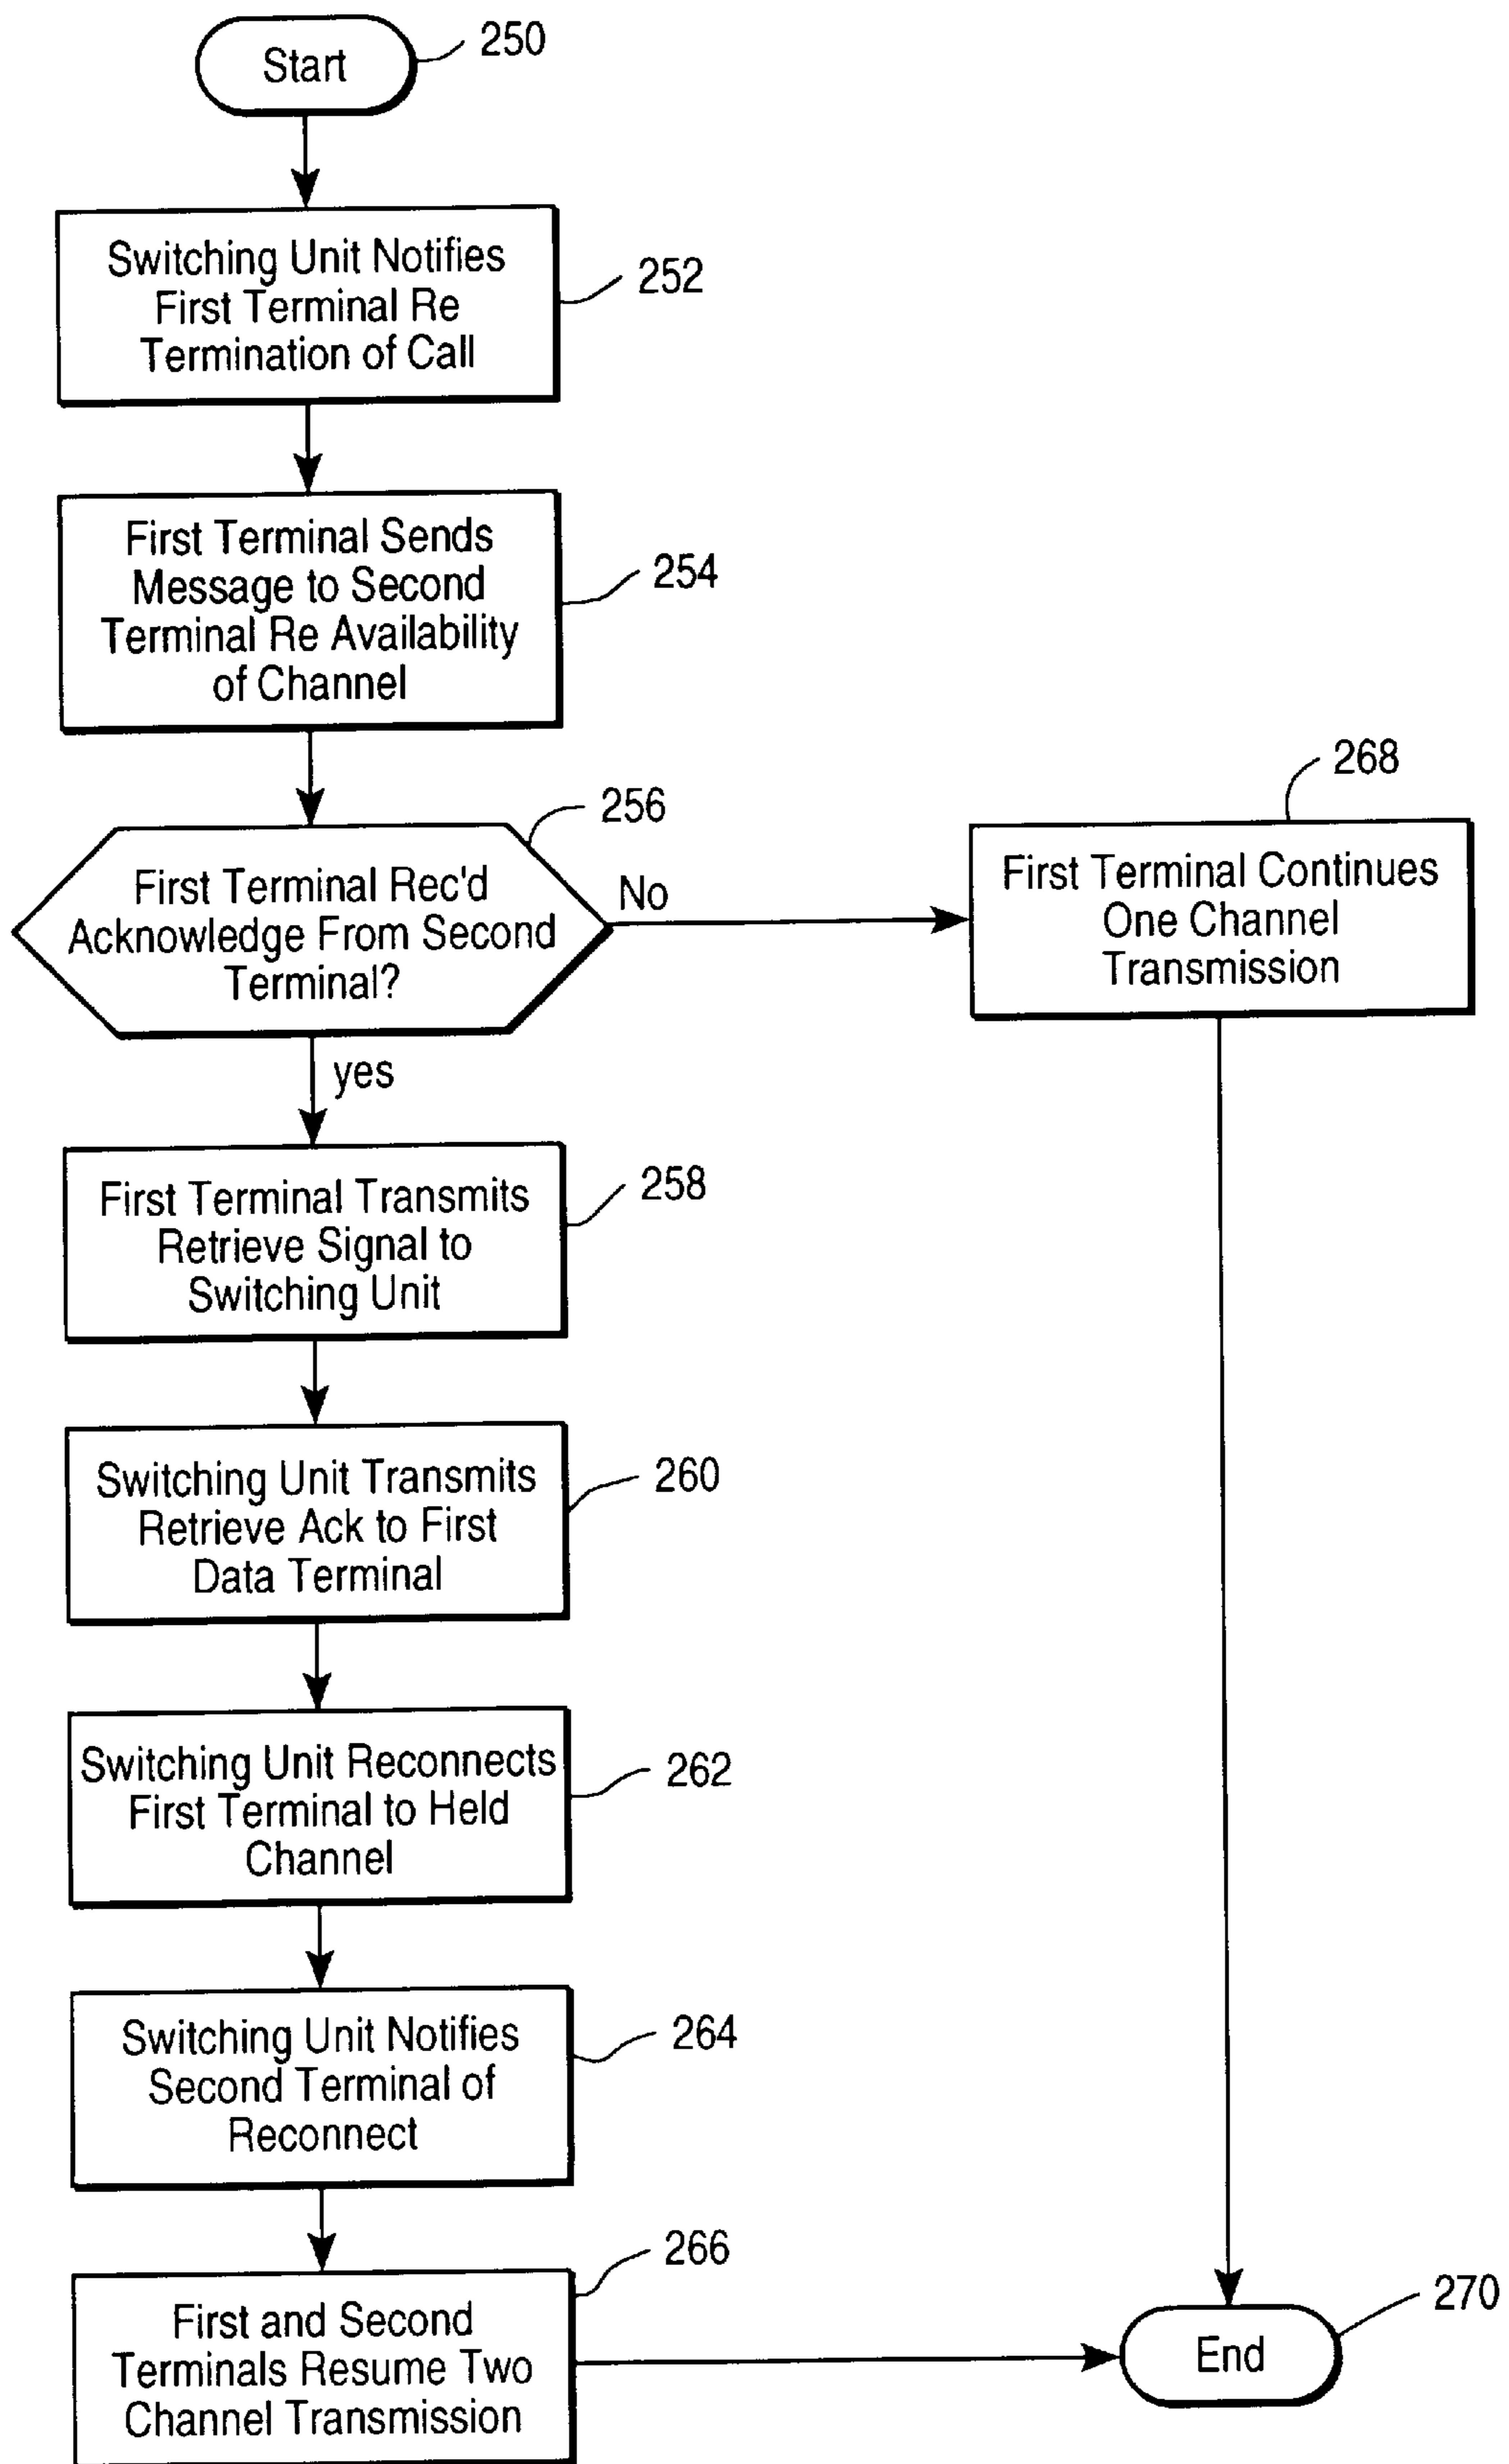 Start
250
Switching Unit Notifies
First Terminal Re
Termination of Call
252
First Terminal Sends
Message to Second
Terminal Re Availability
of Channel
254
First Terminal Rec'd
Acknowledge From Second
Terminal?
256
No
268
First Terminal Continues
One Channel
Transmission
yes
First Terminal Transmits
Retrieve Signal to
Switching Unit
258
Switching Unit Transmits
Retrieve Ack to First
Data Terminal
260
Switching Unit Reconnects
First Terminal to Held
Channel
262
Switching Unit Notifies
Second Terminal of
Reconnect
264
First and Second
Terminals Resume Two
Channel Transmission
266
End
270